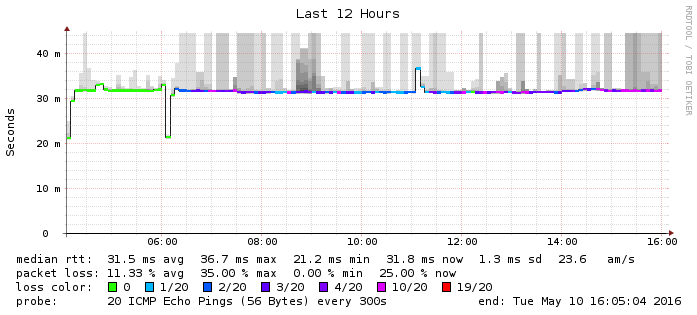 Last 12 Hours
RRDTOOL / TOBI OETIKER
Seconds
40 m
30 m
20 m
10 m
0
06:00 08:00 10:00 12:00 14:00 16:00
median rtt: 31.5 ms avg 36.7 ms max 21.2 ms min 31.8 ms now 1.3 ms sd 23.6 am/s
packet loss: 11.33 % avg 35.00 % max 0.00 % min 25.00 % now
loss color: 0 1/20 2/20 3/20 4/20 10/20 19/20
probe: 20 ICMP Echo Pings (56 Bytes) every 300s end: Tue May 10 16:05:04 2016